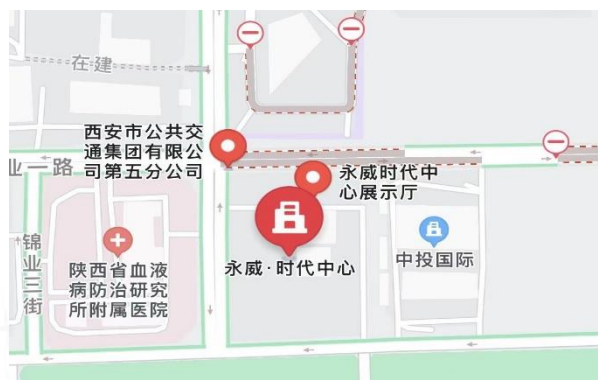 在建
西安市公共交
通集团有限公
司第五分公司
业一路
永威时代中
心展示厅
锦业三街
陕西省血液
病防治研究
所附属医院
永威·时代中心
中投国际